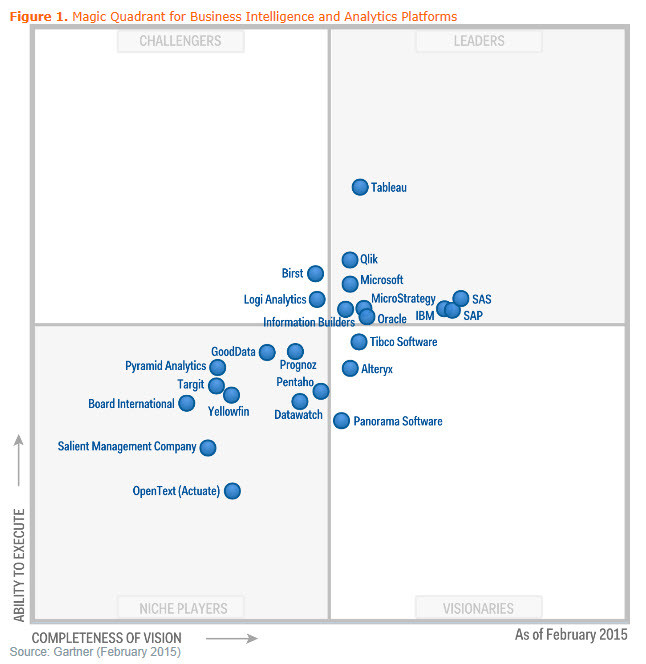 Figure 1. Magic Quadrant for Business Intelligence and Analytics Platforms
CHALLENGERS
LEADERS
Tableau
Qlik
Birst
Microsoft
Logi Analytics
MicroStrategy
SAS
Information Builders
Oracle
IBM
SAP
Tibco Software
GoodData
Prognoz
Pyramid Analytics
Alteryx
Targit
Pentaho
Board International
Yellowfin
Datawatch
Panorama Software
Salient Management Company
OpenText (Actuate)
ABILITY TO EXECUTE
NICHE PLAYERS
VISIONARIES
COMPLETENESS OF VISION
As of February 2015
Source: Gartner (February 2015)